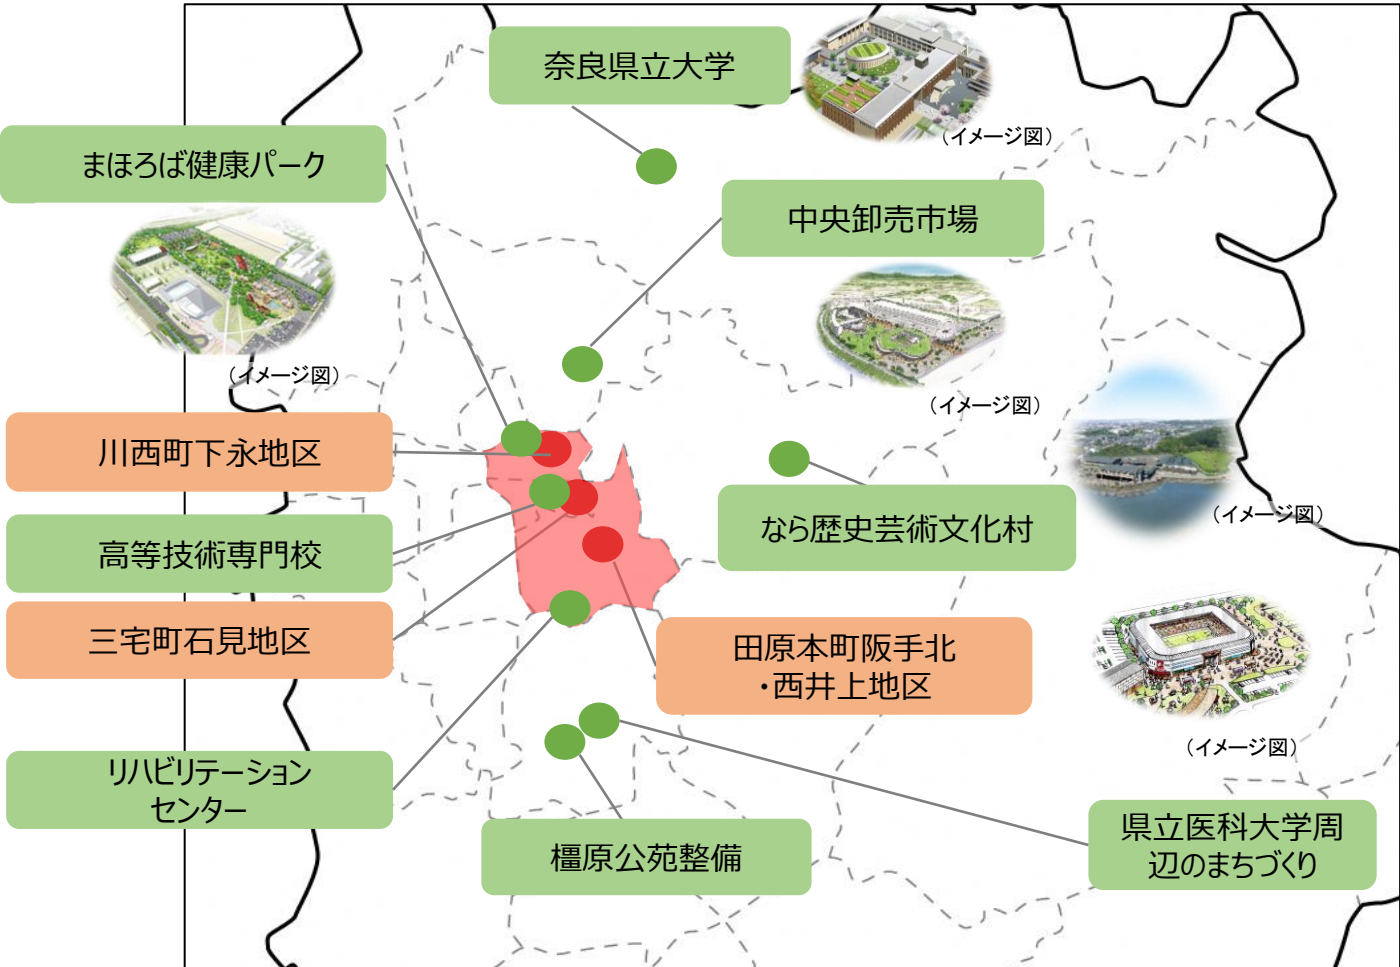 奈良県立大学
（イメージ図）
まほろば健康パーク
（イメージ図）
中央卸売市場
（イメージ図）
川西町下永地区
高等技術専門校
三宅町石見地区
なら歴史芸術文化村
（イメージ図）
田原本町阪手北
・西井上地区
（イメージ図）
リハビリテーション
センター
橿原公苑整備
県立医科大学周
辺のまちづくり